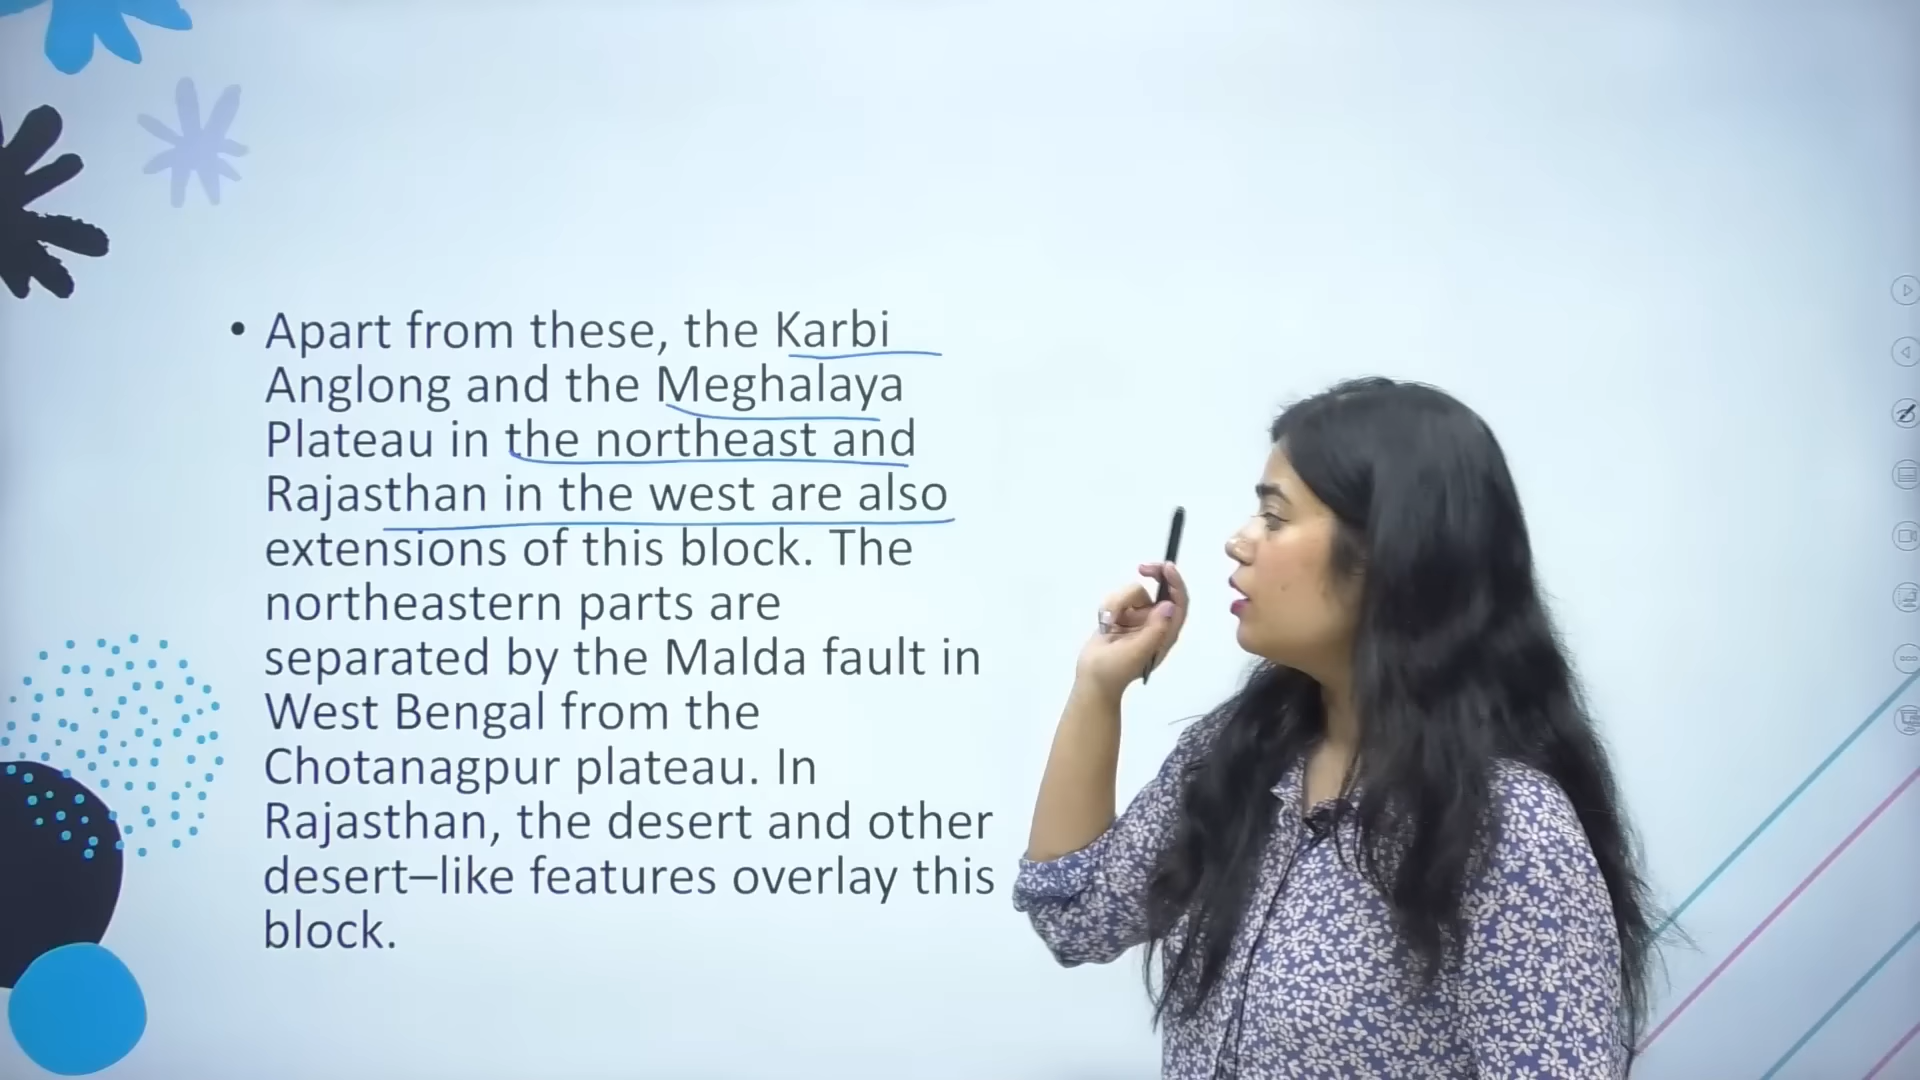 • Apart from these, the Karbi
Anglong and the Meghalaya
Plateau in the northeast and
Rajasthan in the west are also
extensions of this block. The
northeastern parts are
separated by the Malda fault in
West Bengal from the
Chotanagpur plateau. In
Rajasthan, the desert and other
desert–like features overlay this
block.